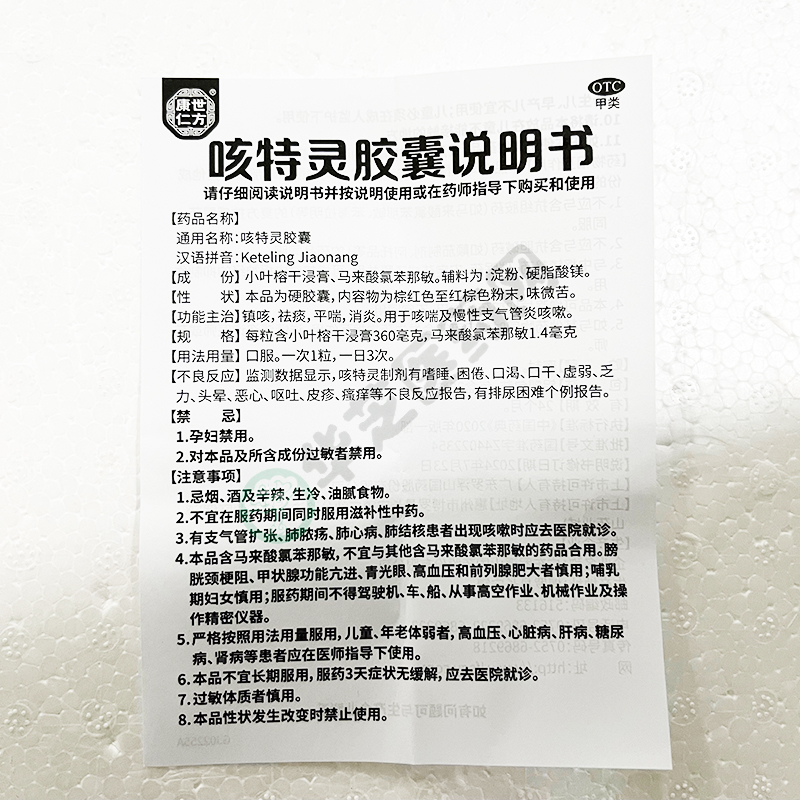 康世
仁方
OTC
甲类
咳特灵胶囊说明书
请仔细阅读说明书并按说明使用或在药师指导下购买和使用
【药品名称】
通用名称:咳特灵胶囊
汉语拼音:Keteling Jiaonang
【成 份】小叶榕干浸膏、马来酸氯苯那敏。辅料为:淀粉、硬脂酸镁。
【性 状】本品为硬胶囊,内容物为棕红色至红棕色粉末,味微苦。
【功能主治】镇咳,祛痰,平喘,消炎。用于咳喘及慢性支气管炎咳嗽。
【规 格】每粒含小叶榕干浸膏360毫克,马来酸氯苯那敏1.4毫克
【用法用量】口服。一次1粒,一日3次。
【不良反应】监测数据显示,咳特灵制剂有嗜睡、困倦、口渴、口干、虚弱、乏
力、头晕、恶心、呕吐、皮疹、瘙痒等不良反应报告,有排尿困难个例报告。
【禁 忌】
1.孕妇禁用。
2.对本品及所含成份过敏者禁用。
【注意事项】
1.忌烟、酒及辛辣、生冷、油腻食物。
2.不宜在服药期间同时服用滋补性中药。
3.有支气管扩张、肺脓疡、肺心病、肺结核患者出现咳嗽时应去医院就诊。
4.本品含马来酸氯苯那敏,不宜与其他含马来酸氯苯那敏的药品合用。膀
胱颈梗阻、甲状腺功能亢进、青光眼、高血压和前列腺肥大者慎用;哺乳
期妇女慎用;服药期间不得驾驶机、车、船、从事高空作业、机械作业及操
作精密仪器。
5.严格按照用法用量服用,儿童、年老体弱者,高血压、心脏病、肝病、糖尿
病、肾病等患者应在医师指导下使用。
6.本品不宜长期服用,服药3天症状无缓解,应去医院就诊。
7.过敏体质者慎用。
8.本品性状发生改变时禁止使用。
华芝医药网